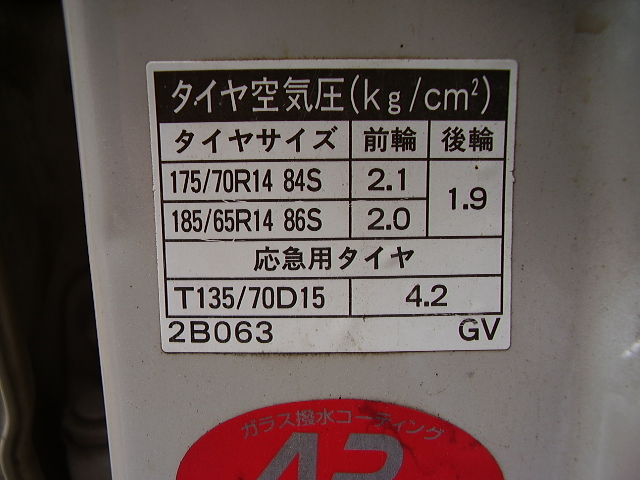 タイヤ空気圧(kg/cm²)
タイヤサイズ 前輪 後輪
175/70R14 84S 2.1 1.9
185/65R14 86S 2.0
応急用タイヤ
T135/70D15 4.2
2B063 GV
ガラス撥水コーティング